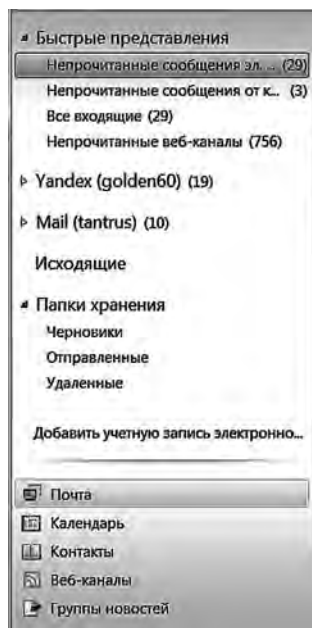 Быстрые представления
Непрочитанные сообщения эл. ... (29)
Непрочитанные сообщения от к... (3)
Все входящие (29)
Непрочитанные веб-каналы (756)
Yandex (golden60) (19)
Mail (tantrus) (10)
Исходящие
Папки хранения
Черновики
Отправленные
Удаленные
Добавить учетную запись электронно...
Почта
Календарь
Контакты
Веб-каналы
Группы новостей